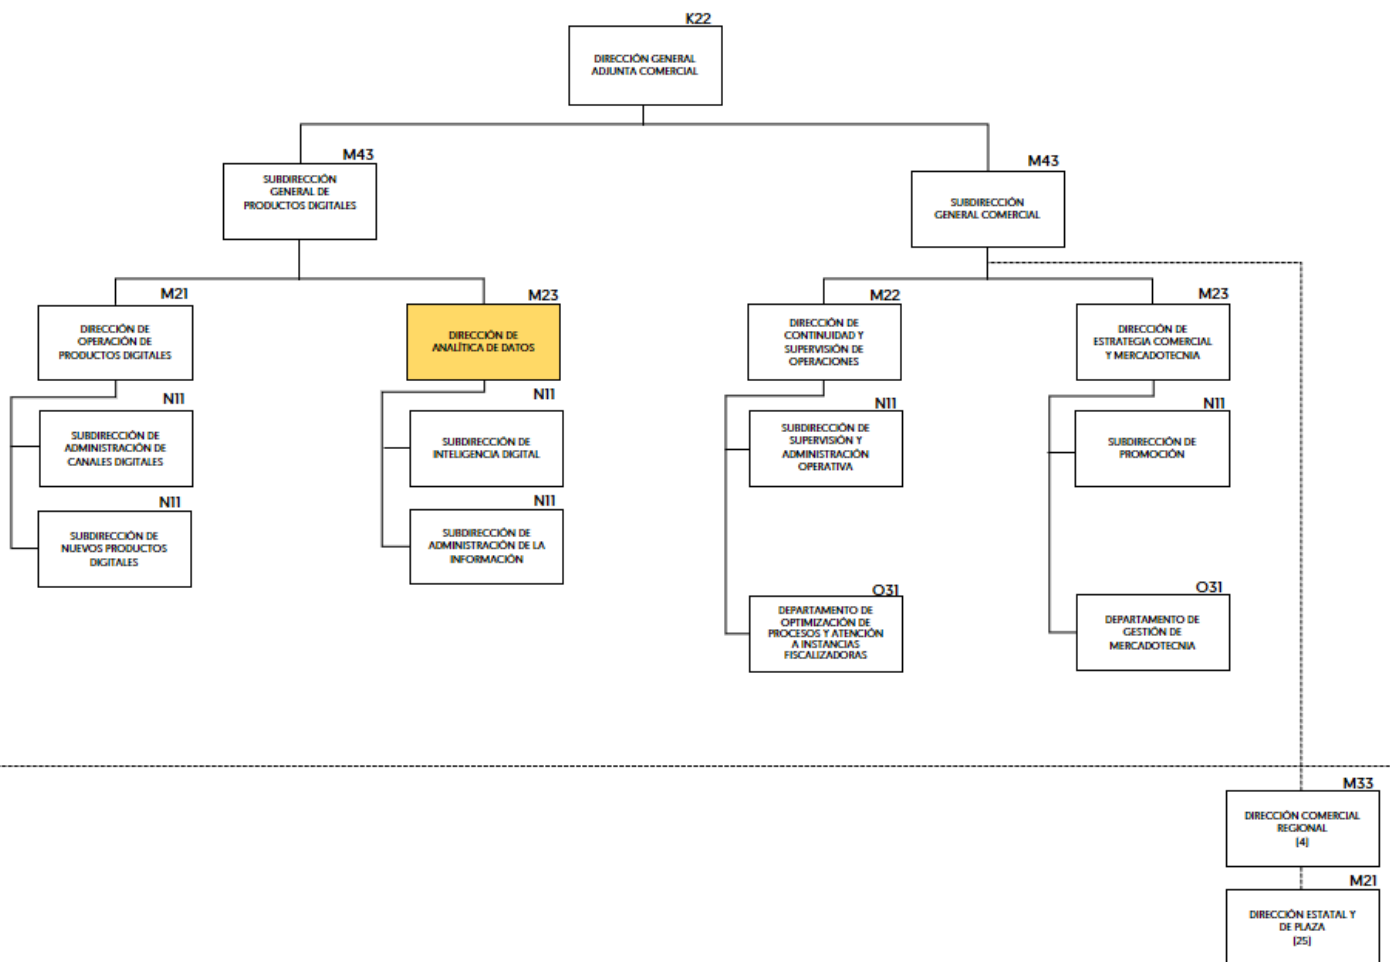 K22
DIRECCIÓN GENERAL
ADJUNTA COMERCIAL
M43
SUBDIRECCIÓN
GENERAL DE
PRODUCTOS DIGITALES
M43
SUBDIRECCIÓN
GENERAL COMERCIAL
M21
DIRECCIÓN DE
OPERACIÓN DE
PRODUCTOS DIGITALES
M23
DIRECCIÓN DE
ANALÍTICA DE DATOS
M22
DIRECCIÓN DE
CONTINUIDAD Y
SUPERVISIÓN DE
OPERACIONES
M23
DIRECCIÓN DE
ESTRATEGIA COMERCIAL
Y MERCADOTECNIA
N11
SUBDIRECCIÓN DE
ADMINISTRACIÓN DE
CANALES DIGITALES
N11
SUBDIRECCIÓN DE
INTELIGENCIA DIGITAL
N11
SUBDIRECCIÓN DE
SUPERVISIÓN Y
ADMINISTRACIÓN
OPERATIVA
N11
SUBDIRECCIÓN DE
PROMOCIÓN
N11
SUBDIRECCIÓN DE
NUEVOS PRODUCTOS
DIGITALES
N11
SUBDIRECCIÓN DE
ADMINISTRACIÓN DE LA
INFORMACIÓN
O31
DEPARTAMENTO DE
OPTIMIZACIÓN DE
PROCESOS Y ATENCIÓN
A INSTANCIAS
FISCALIZADORAS
O31
DEPARTAMENTO DE
GESTIÓN DE
MERCADOTECNIA
M33
DIRECCIÓN COMERCIAL
REGIONAL
(4)
M21
DIRECCIÓN ESTATAL Y
DE PLAZA
(25)